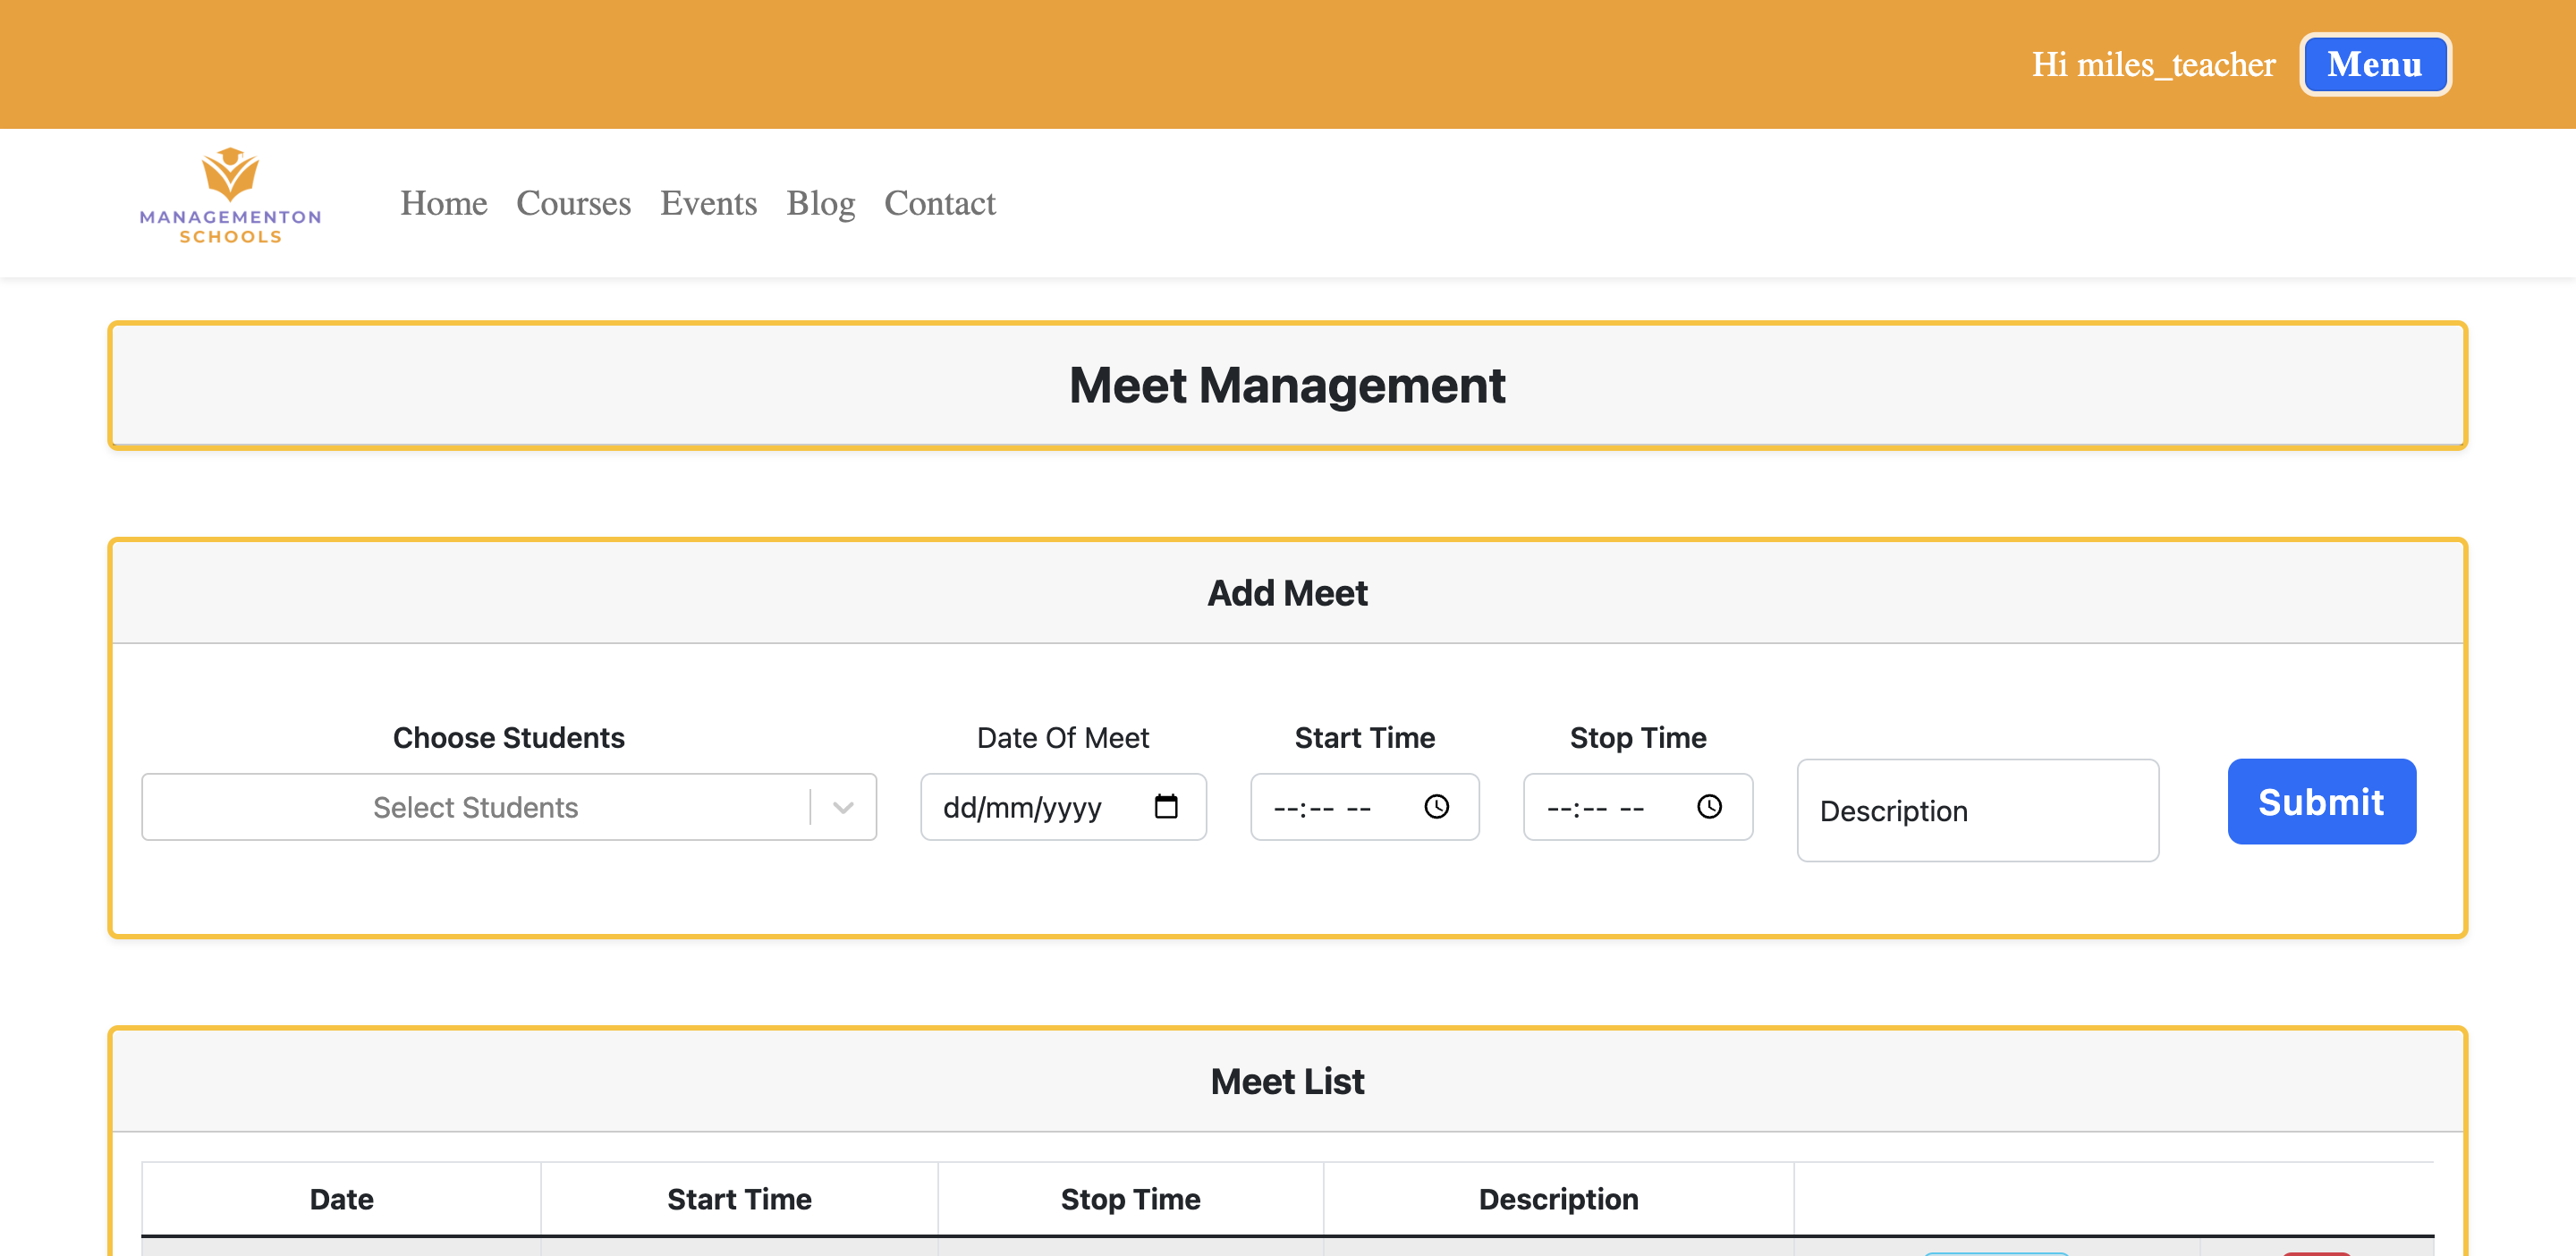 Hi miles_teacher Menu
MANAGEMENTON
SCHOOLS
Home Courses Events Blog Contact
Meet Management
Add Meet
Choose Students Date Of Meet Start Time Stop Time
Select Students dd/mm/yyyy --:-- -- --:-- -- Description Submit
Meet List
Date Start Time Stop Time Description